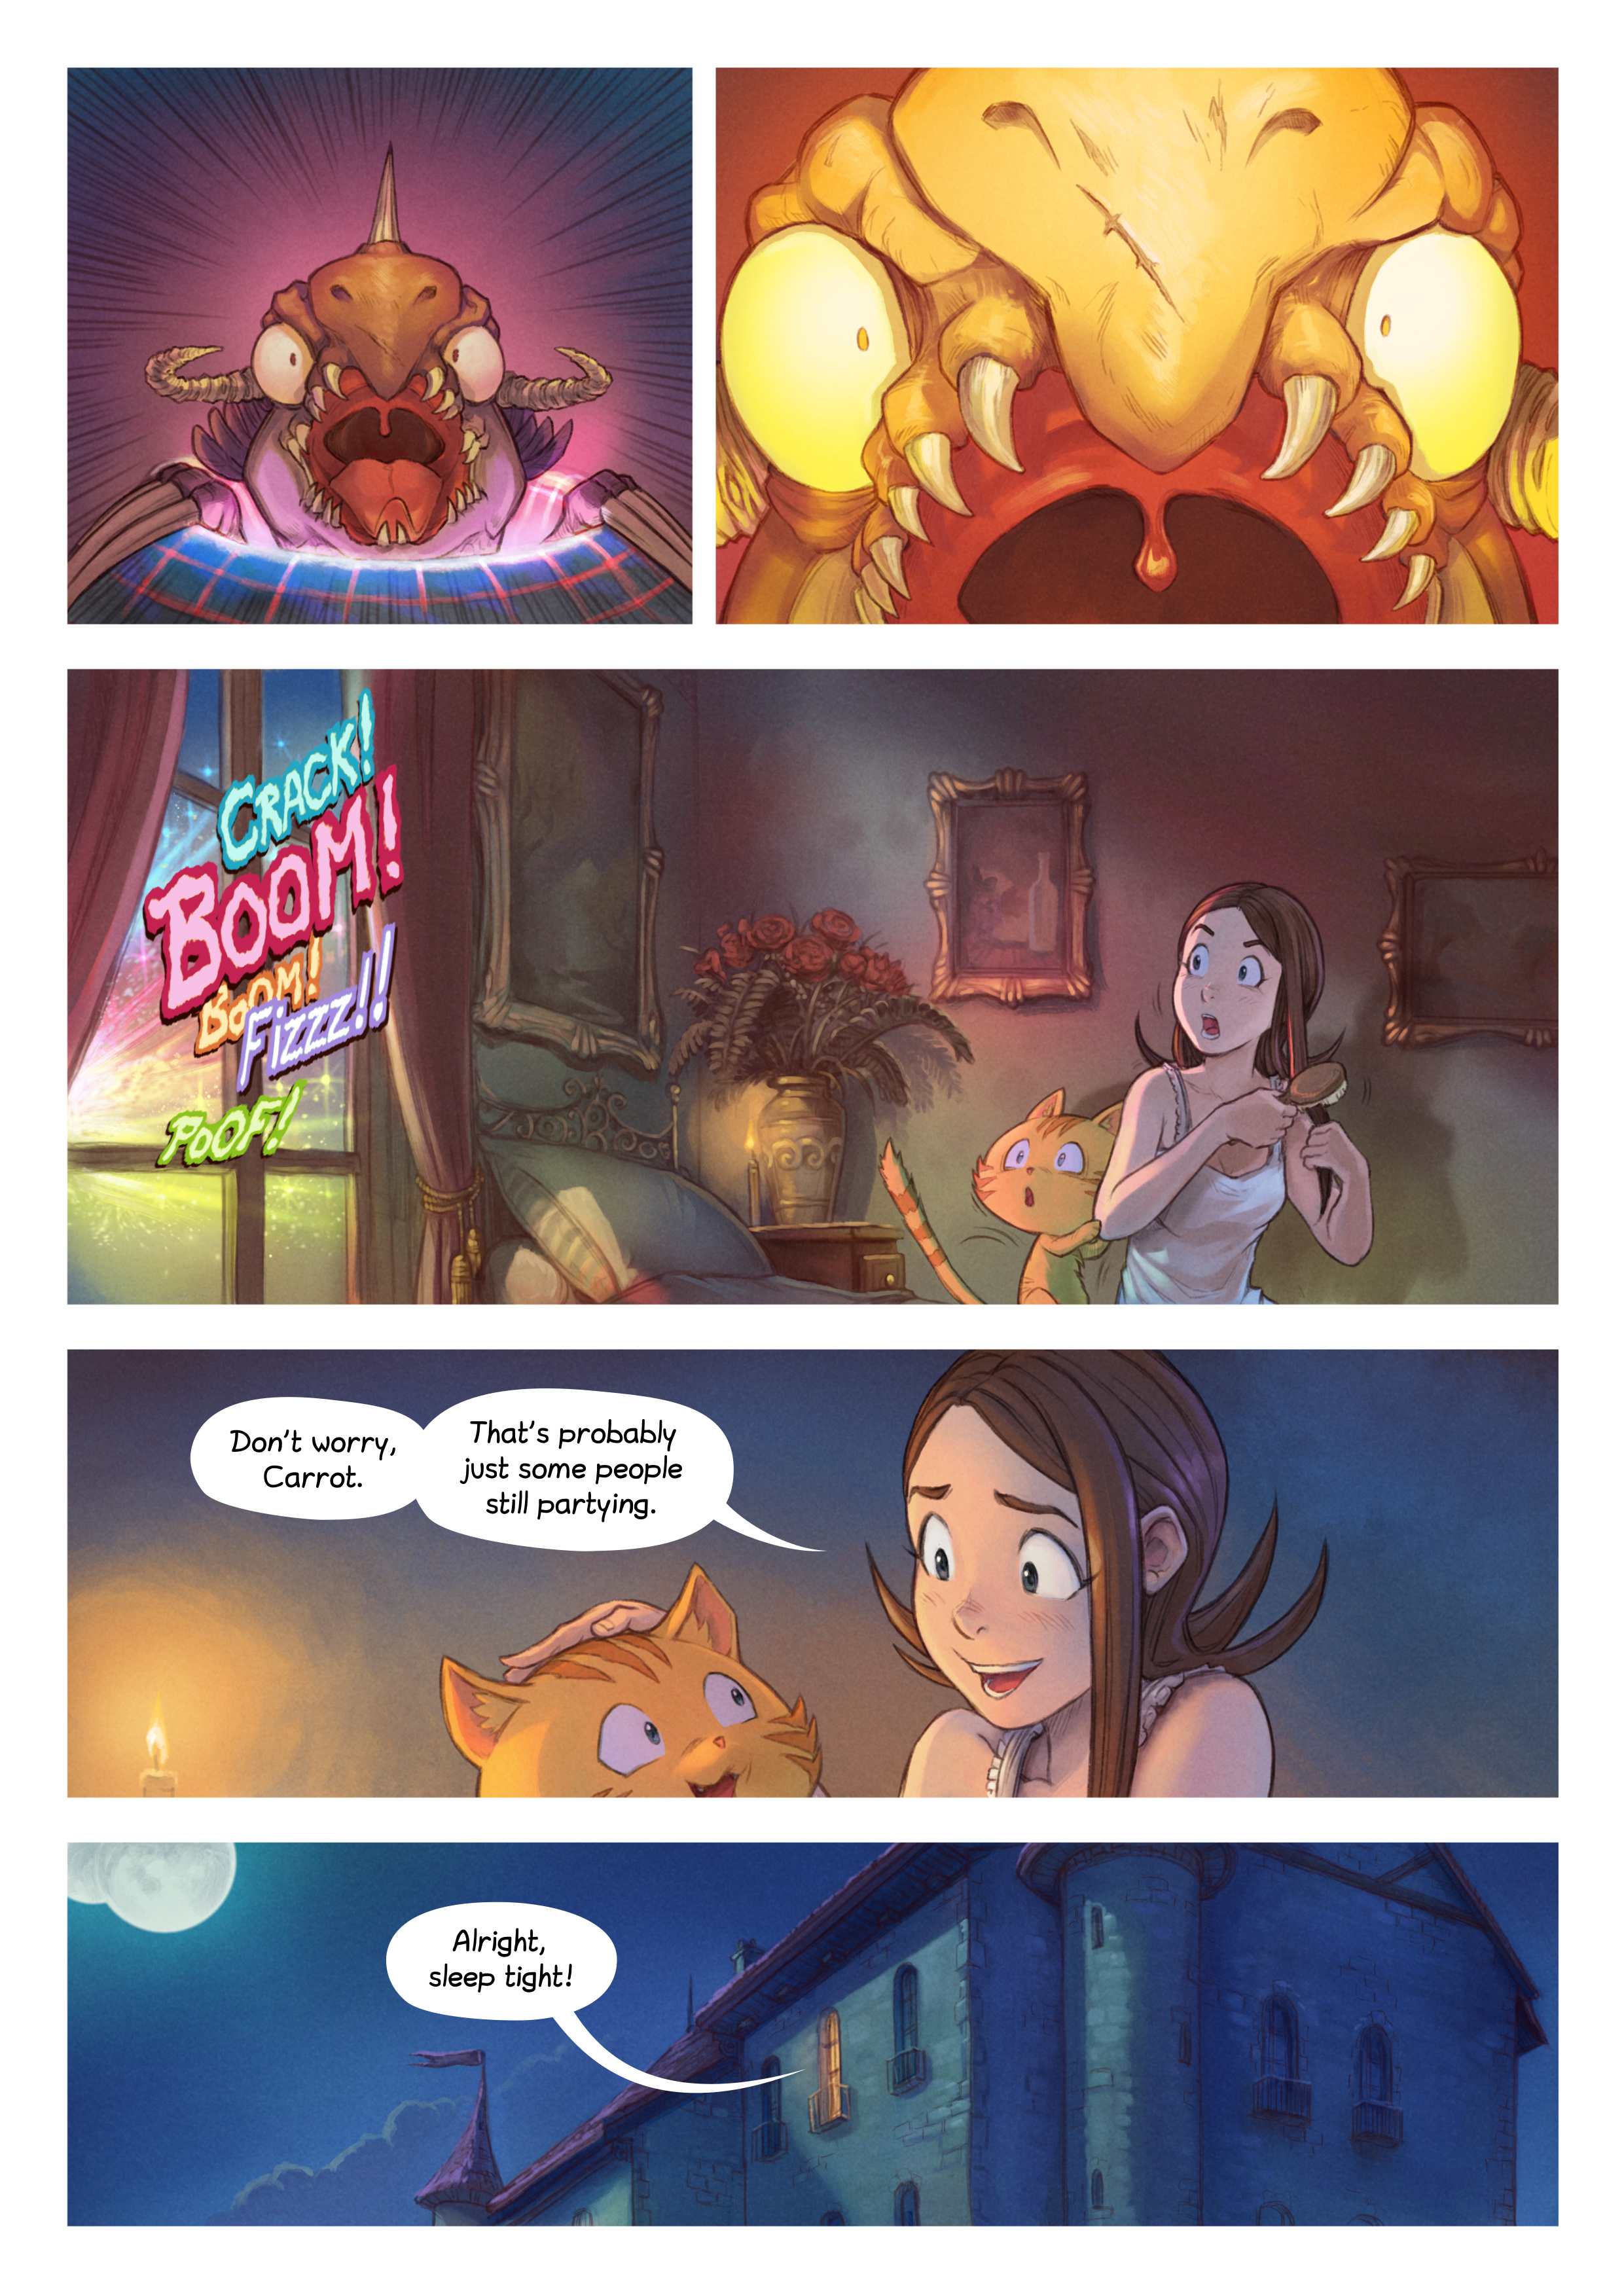 CRACK!
BOOM!
BOOM!
FIZZZ!!
POOF!
Don't worry,
Carrot.
That's probably
just some people
still partying.
Alright,
sleep tight!